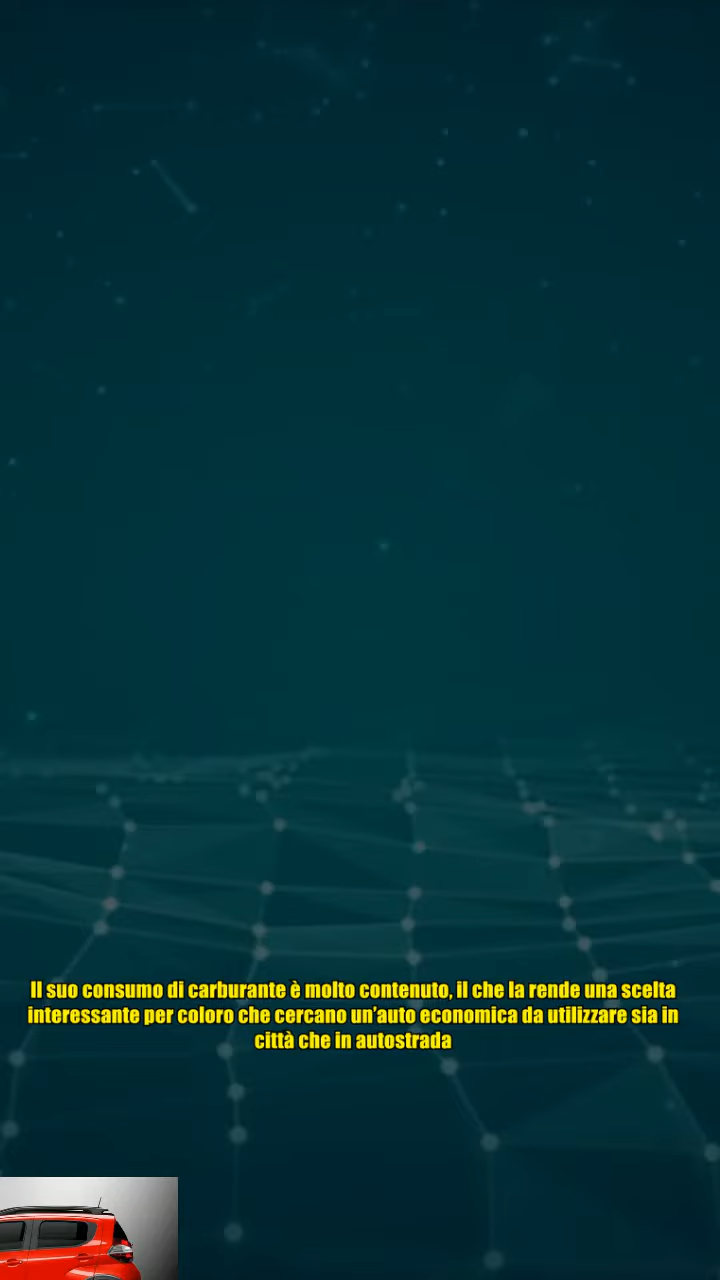 Il suo consumo di carburante è molto contenuto, il che la rende una scelta
interessante per coloro che cercano un'auto economica da utilizzare sia in
città che in autostrada